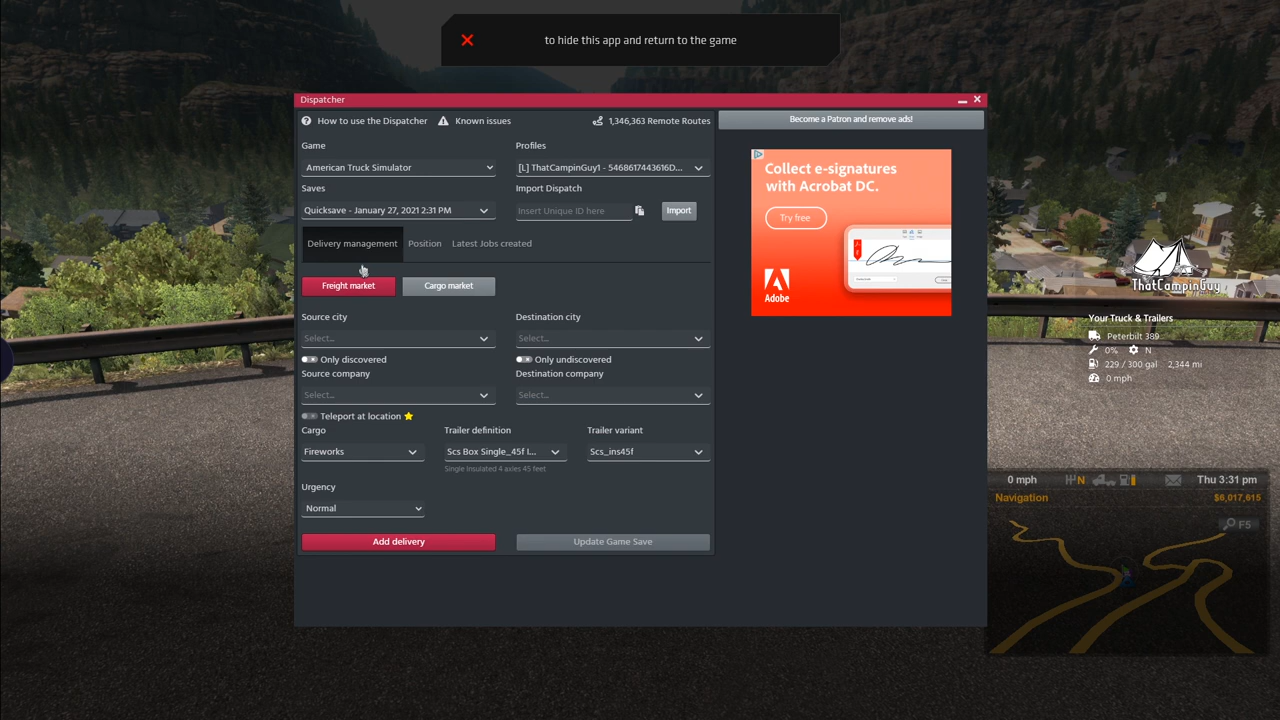 to hide this app and return to the game
Dispatcher
How to use the Dispatcher
Known issues
1,346,363 Remote Routes
Become a Patron and remove ads!
Game
Profiles
American Truck Simulator
[L] ThatCampinGuy1 - 5468617443616D...
Saves
Import Dispatch
Quicksave - January 27, 2021 2:31 PM
Insert Unique ID here
Import
Delivery management
Position
Latest Jobs created
Freight market
Cargo market
Source city
Destination city
Select...
Select...
Only discovered
Only undiscovered
Source company
Destination company
Select...
Select...
Teleport at location
Cargo
Trailer definition
Trailer variant
Fireworks
Scs Box Single_45f I...
Scs_ins45f
Single Insulated 4 axies 45 feet
Urgency
Normal
Add delivery
Update Game Save
Collect e-signatures
with Acrobat DC.
Try free
Adobe
ThatCampinGuy
Your Truck & Trailers
Peterbilt 389
0%
N
229 / 300 gal
2,344 mi
0 mph
0 mph
N
Thu 3:31 pm
Navigation
$6,017,615
F5